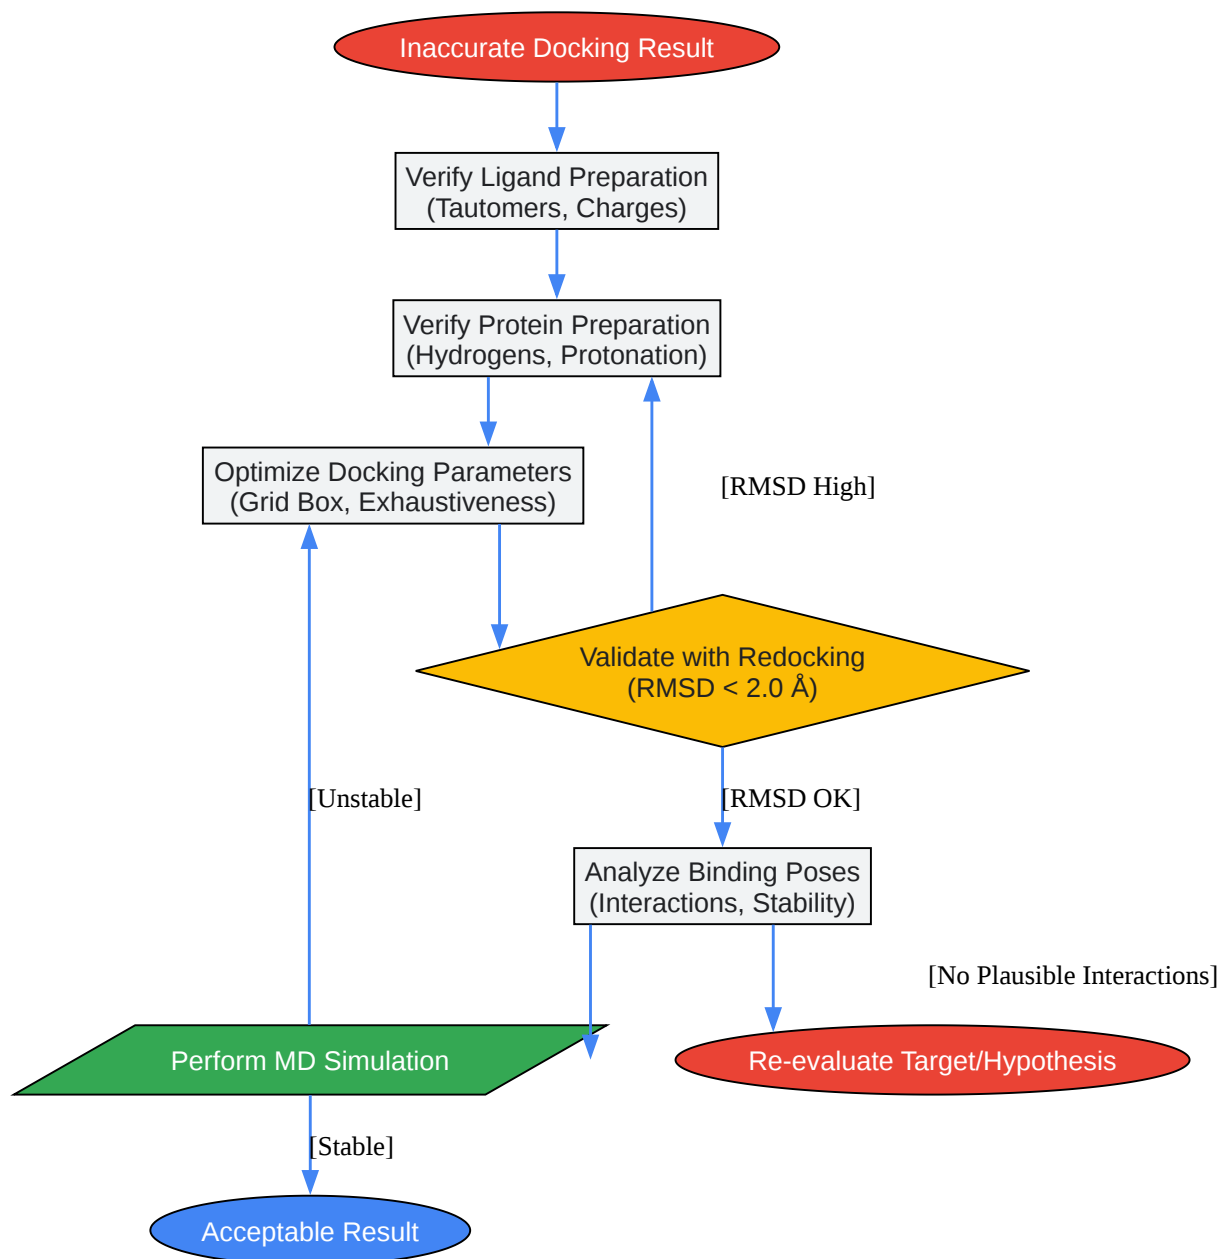 Inaccurate Docking Result
Verify Ligand Preparation
(Tautomers, Charges)
Verify Protein Preparation
(Hydrogens, Protonation)
Optimize Docking Parameters
(Grid Box, Exhaustiveness)
[RMSD High]
Validate with Redocking
(RMSD < 2.0 Å)
[Unstable]
[RMSD OK]
Analyze Binding Poses
(Interactions, Stability)
[No Plausible Interactions]
Perform MD Simulation
Re-evaluate Target/Hypothesis
[Stable]
Acceptable Result